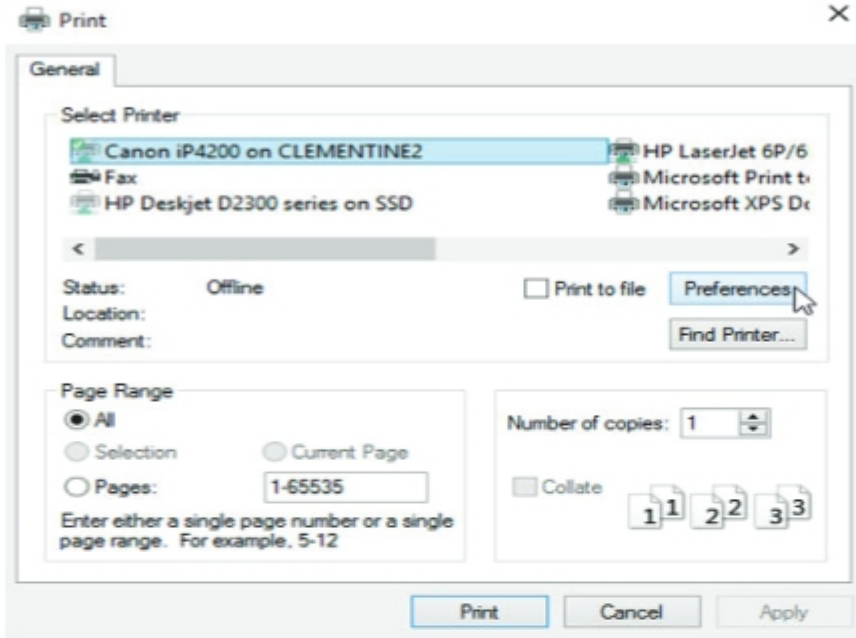 Print
General
Select Printer
Canon iP4200 on CLEMENTINE2
HP LaserJet 6P/6
Fax
Microsoft Print t
HP Deskjet D2300 series on SSD
Microsoft XPS Do
Status: Offline
Print to file Preferences
Location:
Comment:
Find Printer...
Page Range
All
Selection Current Page
Pages: 1-65535
Enter either a single page number or a single
page range. For example, 5-12
Number of copies: 1
Collate
1 1 2 2 3 3
Print Cancel Apply